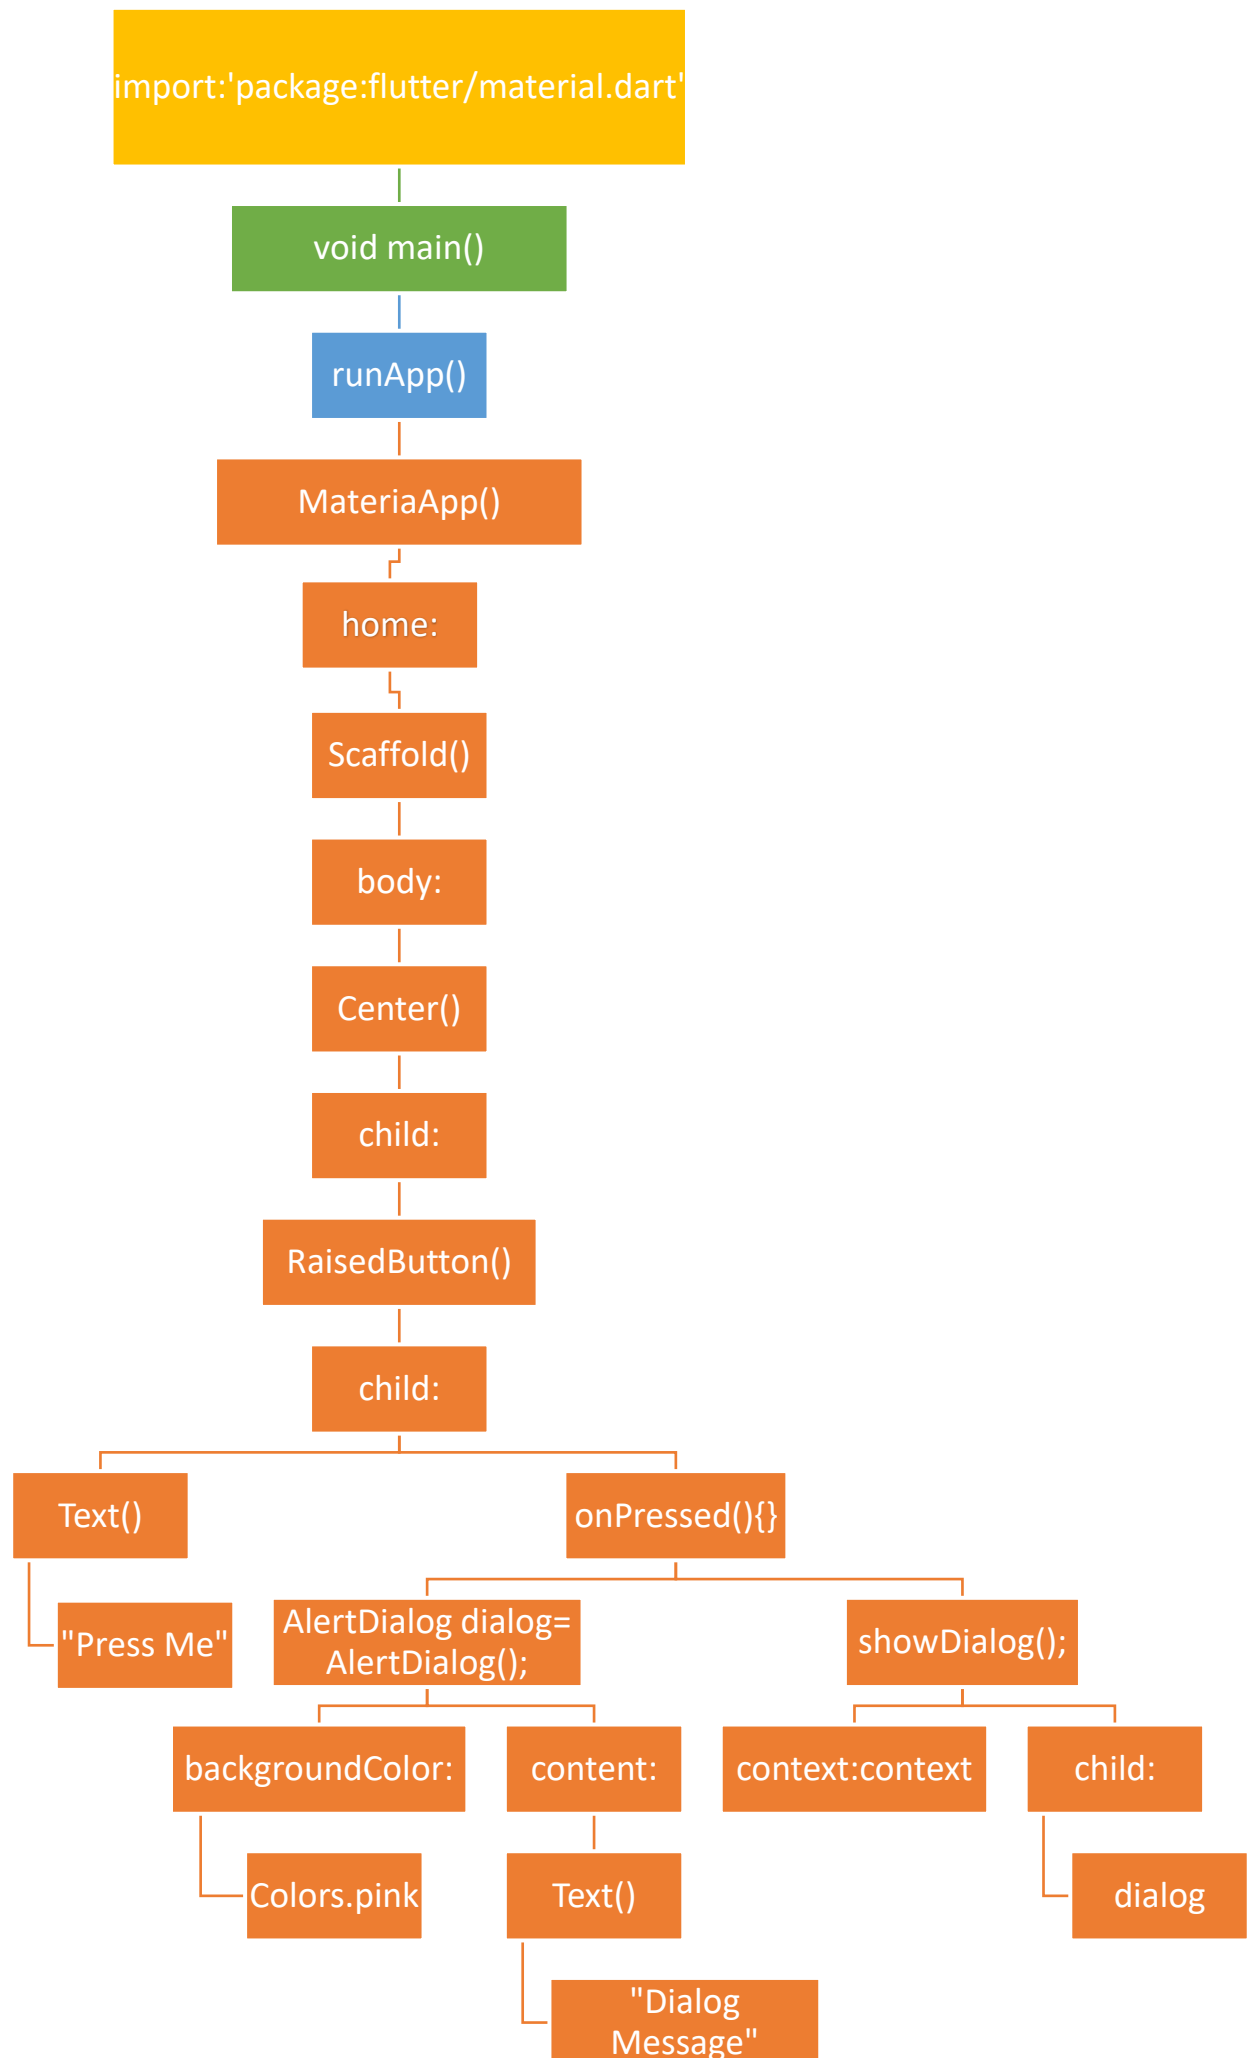 import:'package:flutter/material.dart'
void main()
runApp()
MateriaApp()
home:
Scaffold()
body:
Center()
child:
RaisedButton()
child:
Text()
onPressed(){}
"Press Me"
AlertDialog dialog=
AlertDialog();
showDialog();
backgroundColor:
content:
context:context
child:
Colors.pink
Text()
dialog
"Dialog
Message"